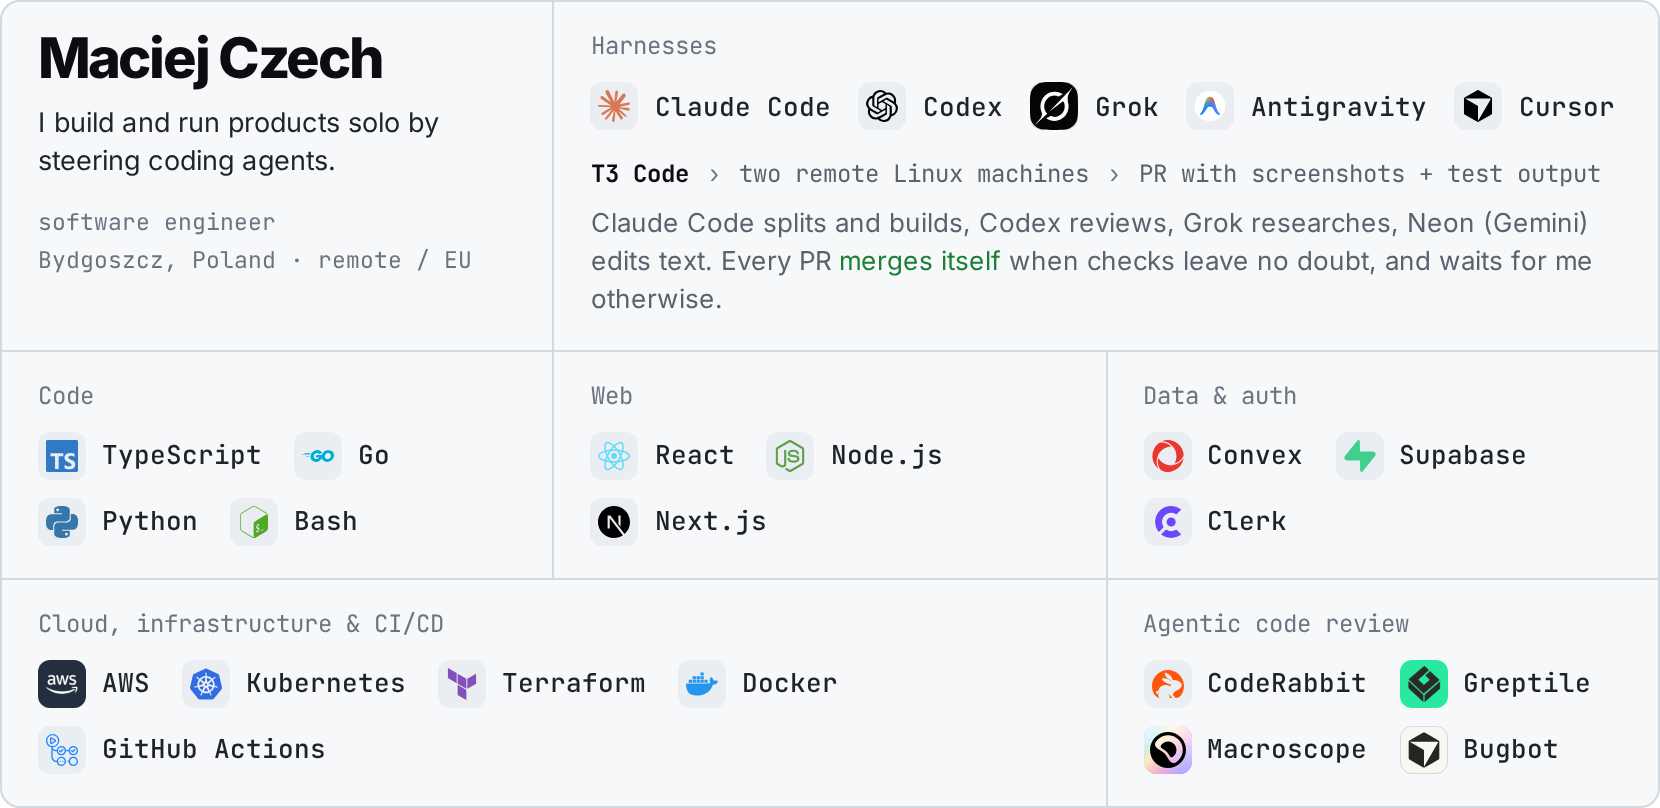 Maciej Czech
I build and run products solo by
steering coding agents.
software engineer
Bydgoszcz, Poland · remote / EU
Harnesses
Claude Code Codex Grok Antigravity Cursor
T3 Code › two remote Linux machines › PR with screenshots + test output
Claude Code splits and builds, Codex reviews, Grok researches, Neon (Gemini)
edits text. Every PR merges itself when checks leave no doubt, and waits for me
otherwise.
Code
TS TypeScript GO Go
Python Bash
Web
React JS Node.js
N Next.js
Data & auth
Convex Supabase
Clerk
Cloud, infrastructure & CI/CD
aws AWS Kubernetes Terraform Docker
GitHub Actions
Agentic code review
CodeRabbit Greptile
Macroscope Bugbot